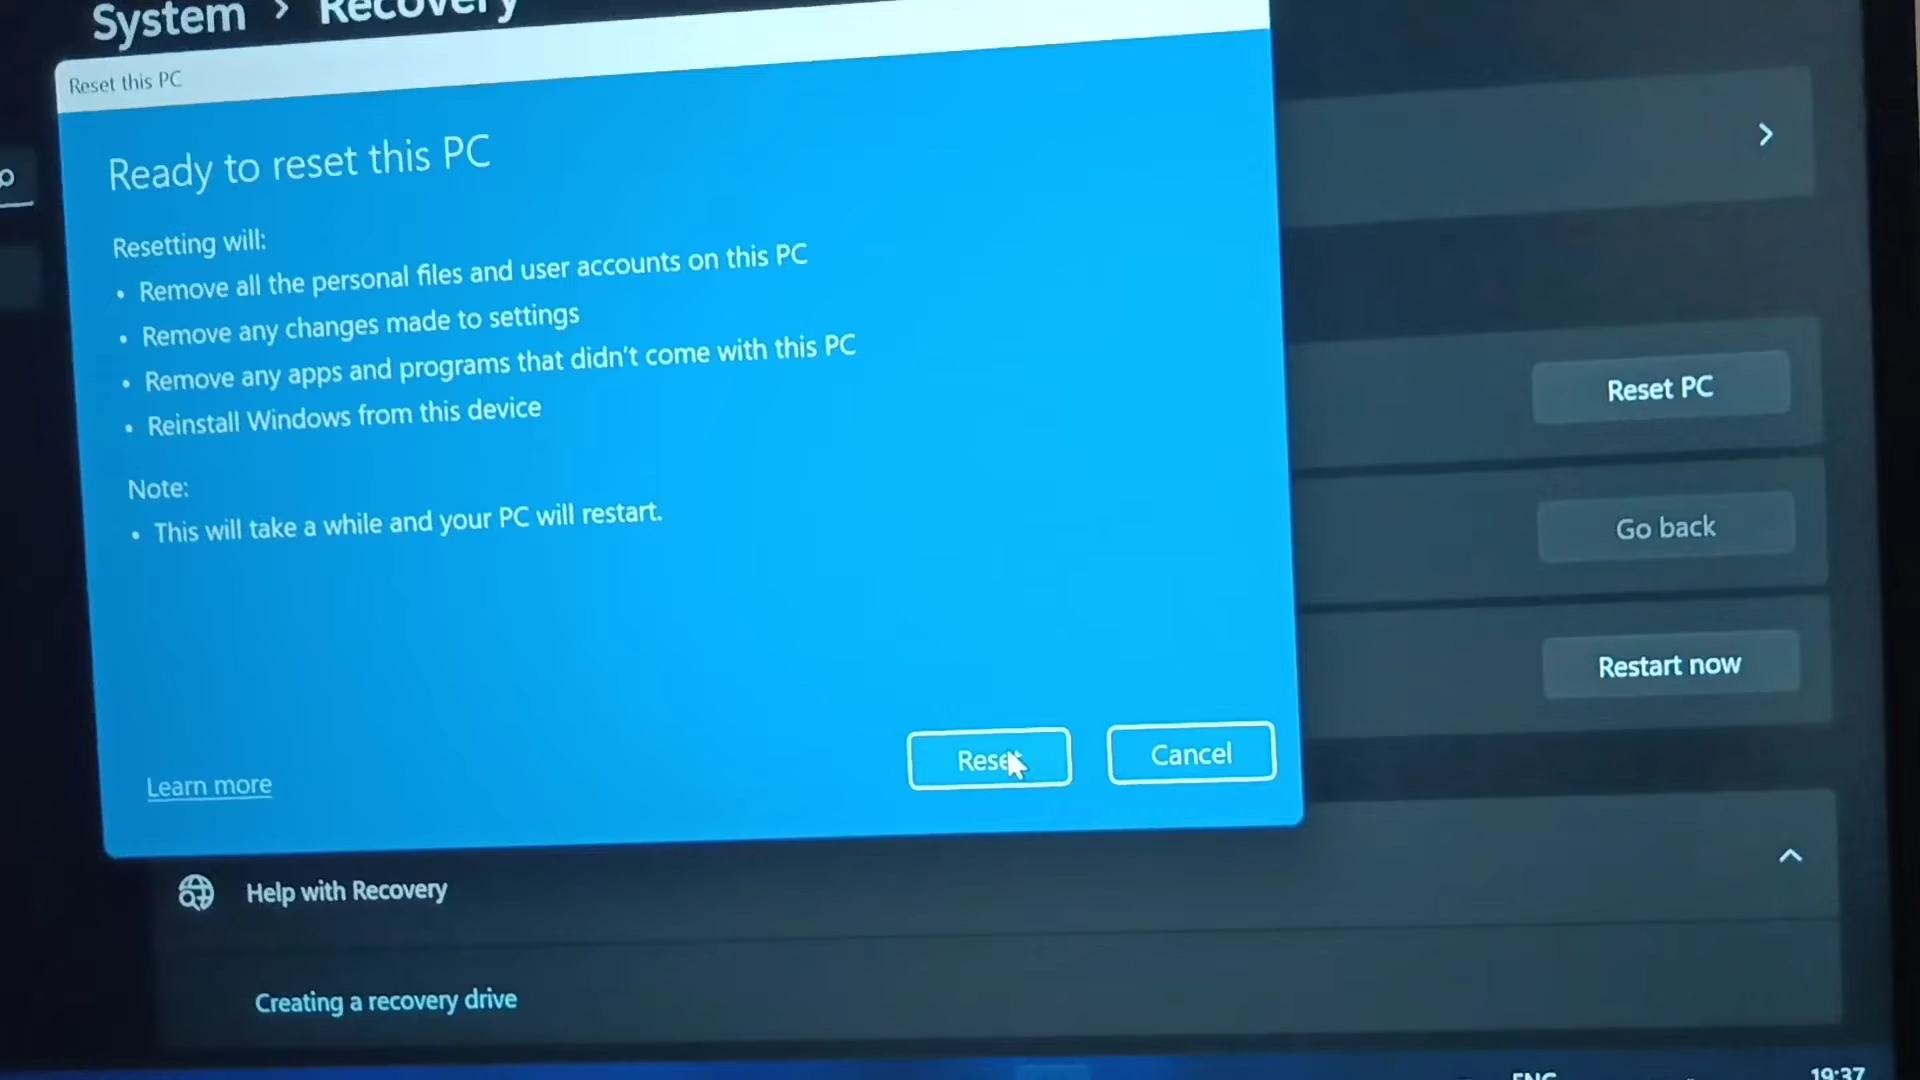 System > Recovery
Reset this PC
Ready to reset this PC
Resetting will:
• Remove all the personal files and user accounts on this PC
• Remove any changes made to settings
• Remove any apps and programs that didn't come with this PC
• Reinstall Windows from this device
Note:
• This will take a while and your PC will restart.
Learn more
Reset
Cancel
Reset PC
Go back
Restart now
Help with Recovery
Creating a recovery drive
ENG
19:37